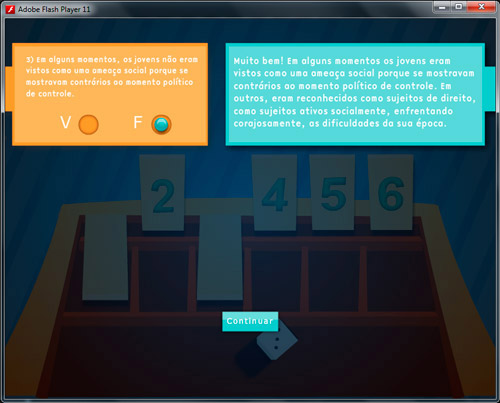 Adobe Flash Player 11
3) Em alguns momentos, os jovens não eram
vistos como uma ameaça social porque se
mostravam contrários ao momento político
de controle.
V F
Muito bem! Em alguns momentos os jovens eram
vistos como uma ameaça social porque se mostravam
contrários ao momento político de controle. Em
outros, eram reconhecidos como sujeitos de direito,
como sujeitos ativos socialmente, enfrentando
corajosamente, as dificuldades da sua época.
2 4 5 6
Continuar